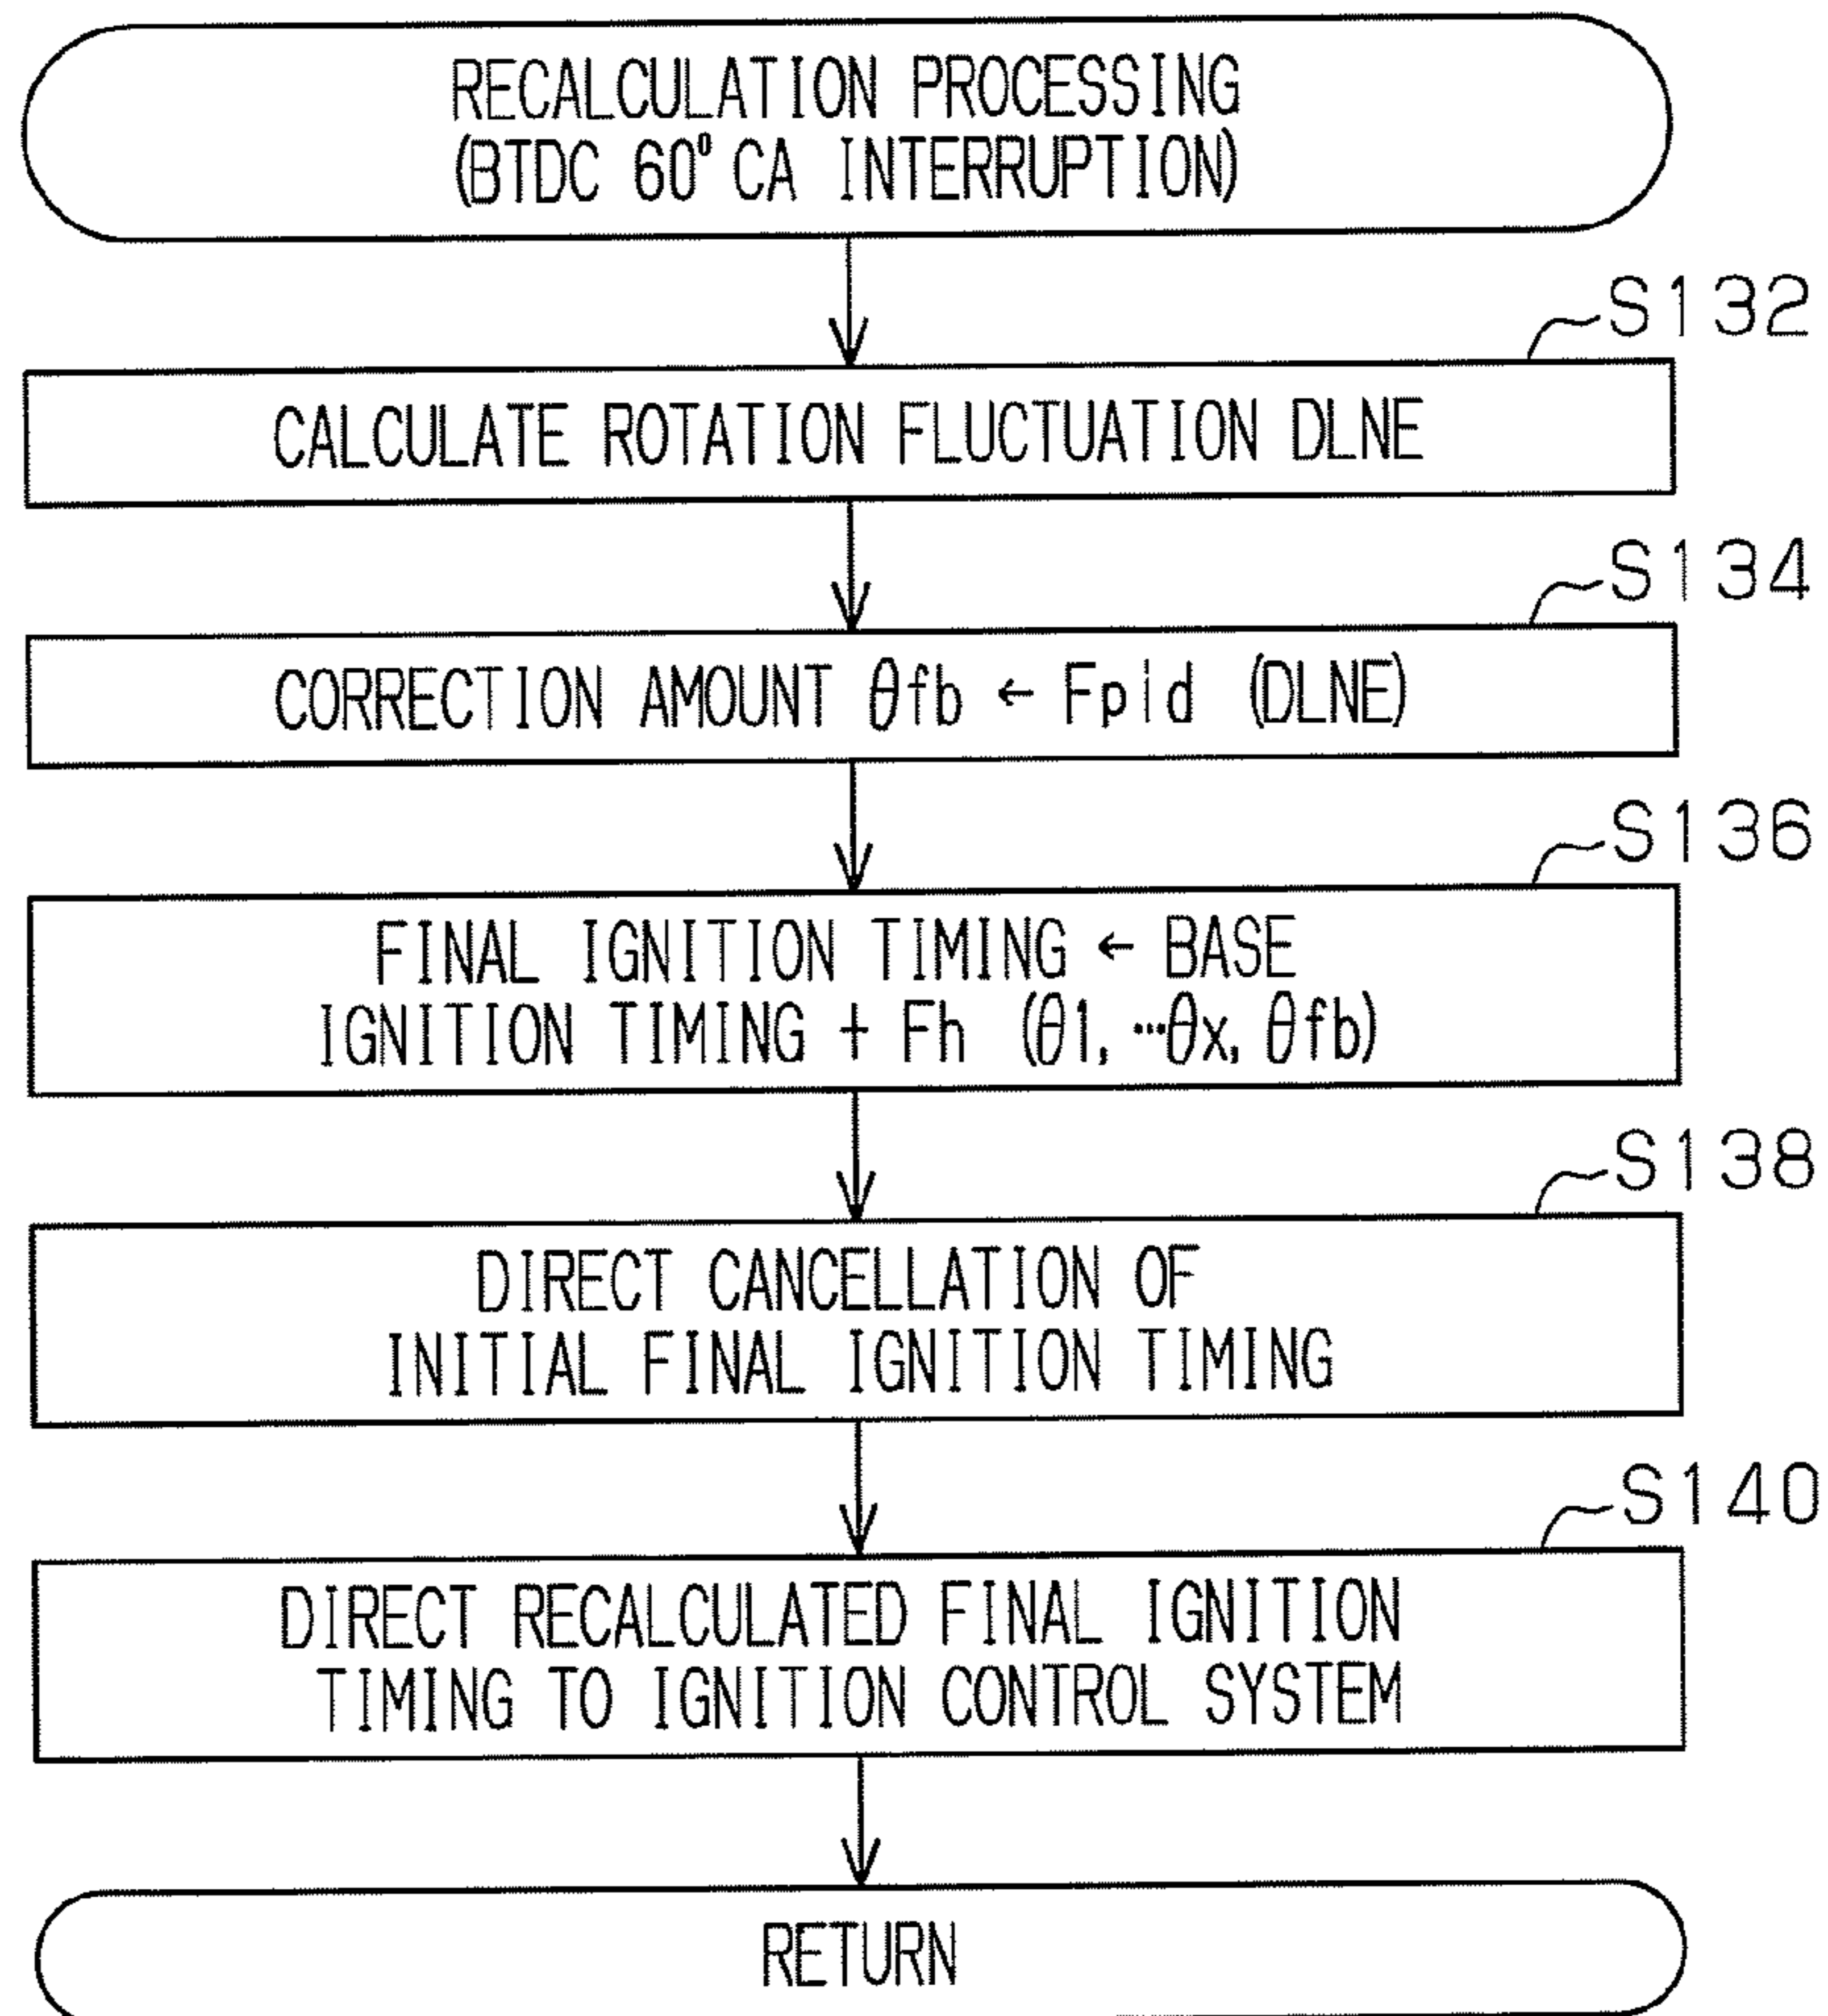 RECALCULATION PROCESSING
(BTDC 60° CA INTERRUPTION)
S132
CALCULATE ROTATION FLUCTUATION DLNE
S134
CORRECTION AMOUNT θfb ← Fpid (DLNE)
S136
FINAL IGNITION TIMING ← BASE
IGNITION TIMING + Fh (θ1, …θx, θfb)
S138
DIRECT CANCELLATION OF
INITIAL FINAL IGNITION TIMING
S140
DIRECT RECALCULATED FINAL IGNITION
TIMING TO IGNITION CONTROL SYSTEM
RETURN